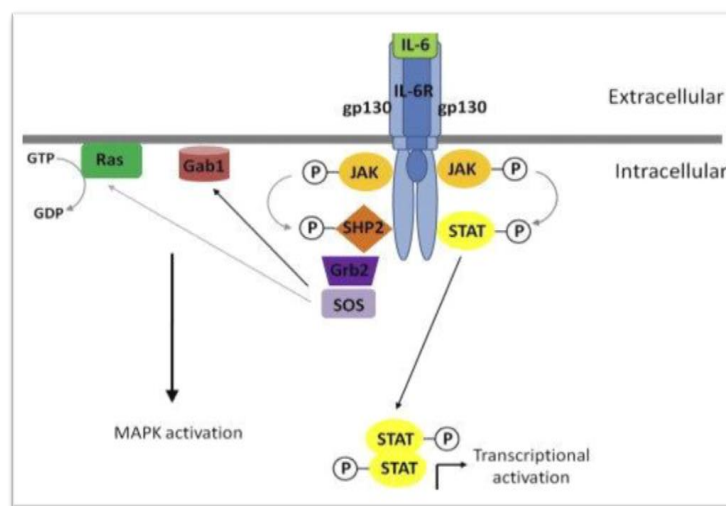 IL-6
IL-6R
gp130
gp130
Extracellular
Intracellular
GTP
Ras
Gab1
GDP
P
JAK
JAK
P
P
SHP2
STAT
P
Grb2
SOS
MAPK activation
STAT
P
P
STAT
Transcriptional
activation